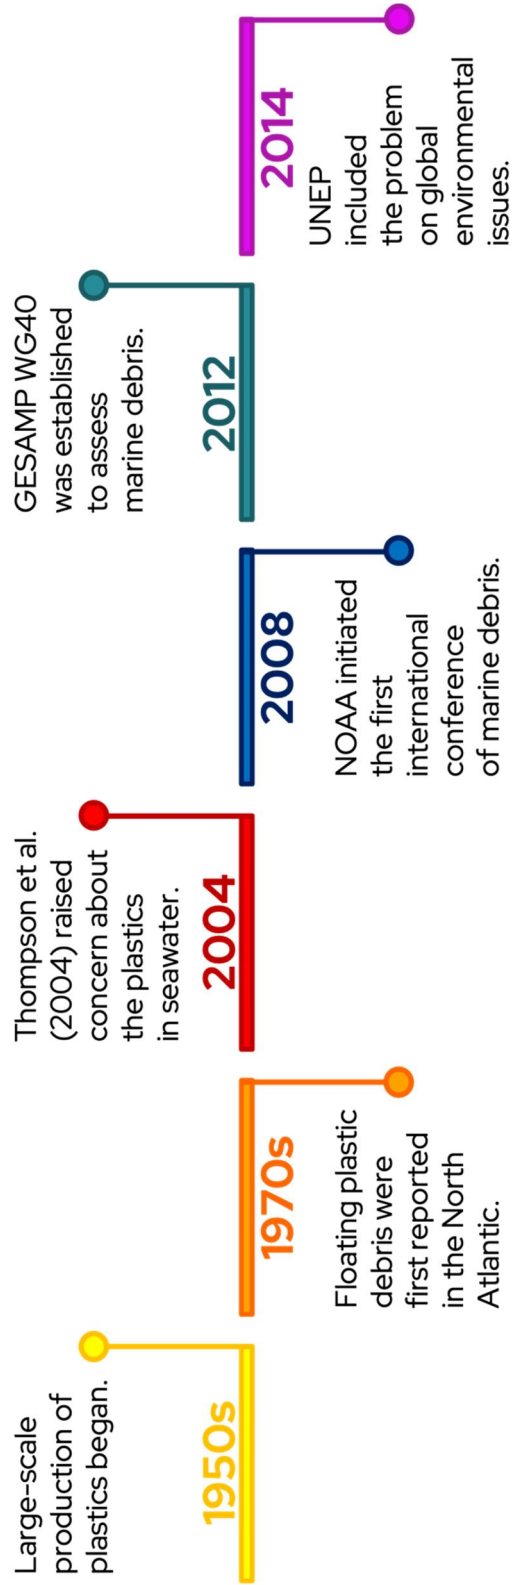 Large-scale
production of
plastics began.
1950s
1970s
Floating plastic
debris were
first reported
in the North
Atlantic.
Thompson et al.
(2004) raised
concern about
the plastics
in seawater.
2004
2008
NOAA initiated
the first
international
conference
of marine debris.
GESAMP WG40
was established
to assess
marine debris.
2012
2014
UNEP
included
the problem
on global
environmental
issues.